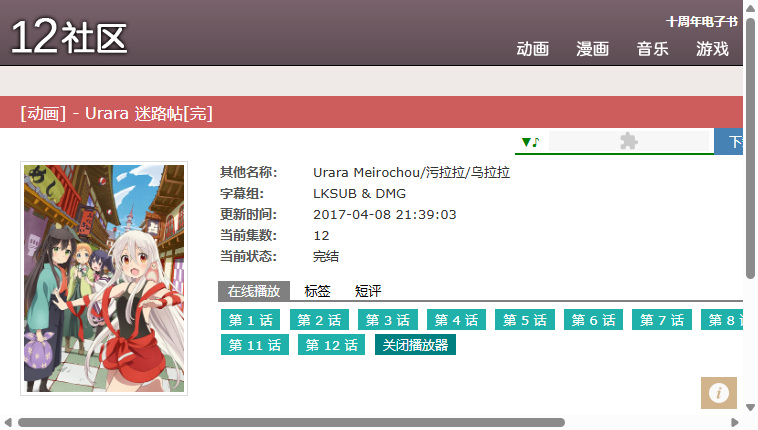 12社区
十周年电子书
动画 漫画 音乐 游戏
[动画] - Urara 迷路帖[完]
▼♪
下
其他名称: Urara Meirochou/污拉拉/乌拉拉
字幕组: LKSUB & DMG
更新时间: 2017-04-08 21:39:03
当前集数: 12
当前状态: 完结
在线播放 标签 短评
第 1 话 第 2 话 第 3 话 第 4 话 第 5 话 第 6 话 第 7 话 第 8
第 11 话 第 12 话 关闭播放器
めし